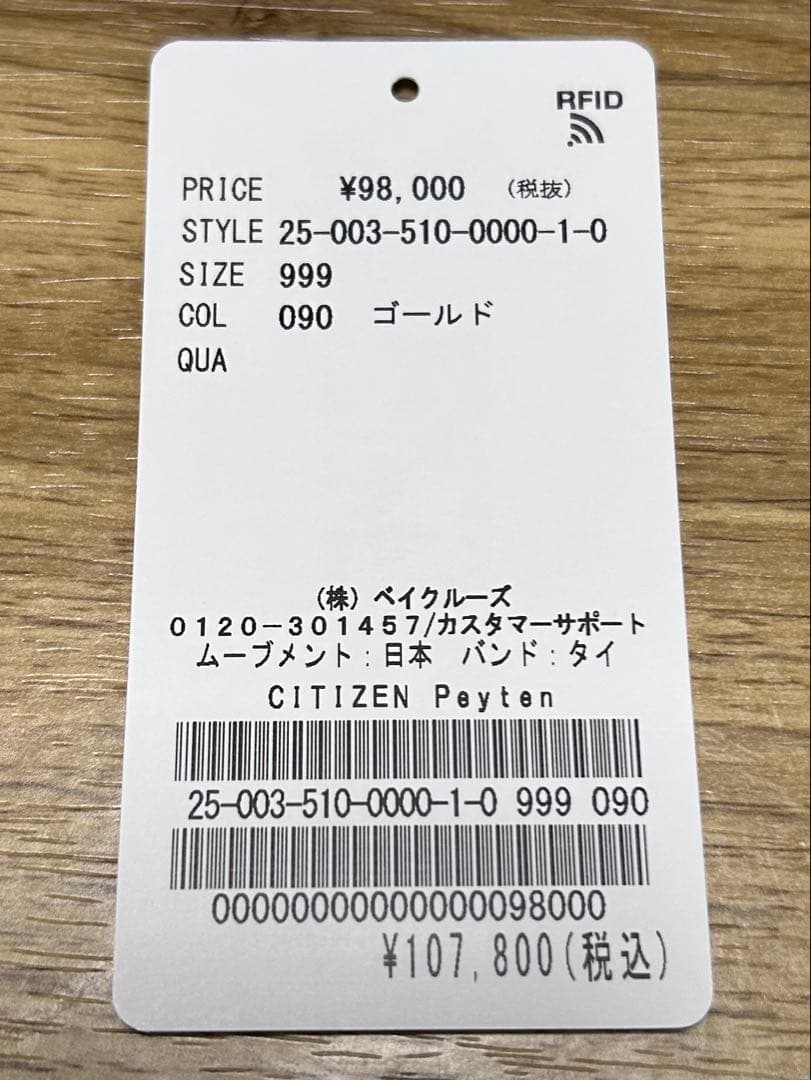 RFID
PRICE ¥98,000 (税抜)
STYLE 25-003-510-0000-1-0
SIZE 999
COL 090 ゴールド
QUA
(株) ベイクルーズ
0120-301457/カスタマーサポート
ムーブメント:日本 バンド:タイ
CITIZEN Peyten
25-003-510-0000-1-0 999 090
00000000000000098000
¥107,800(税込)